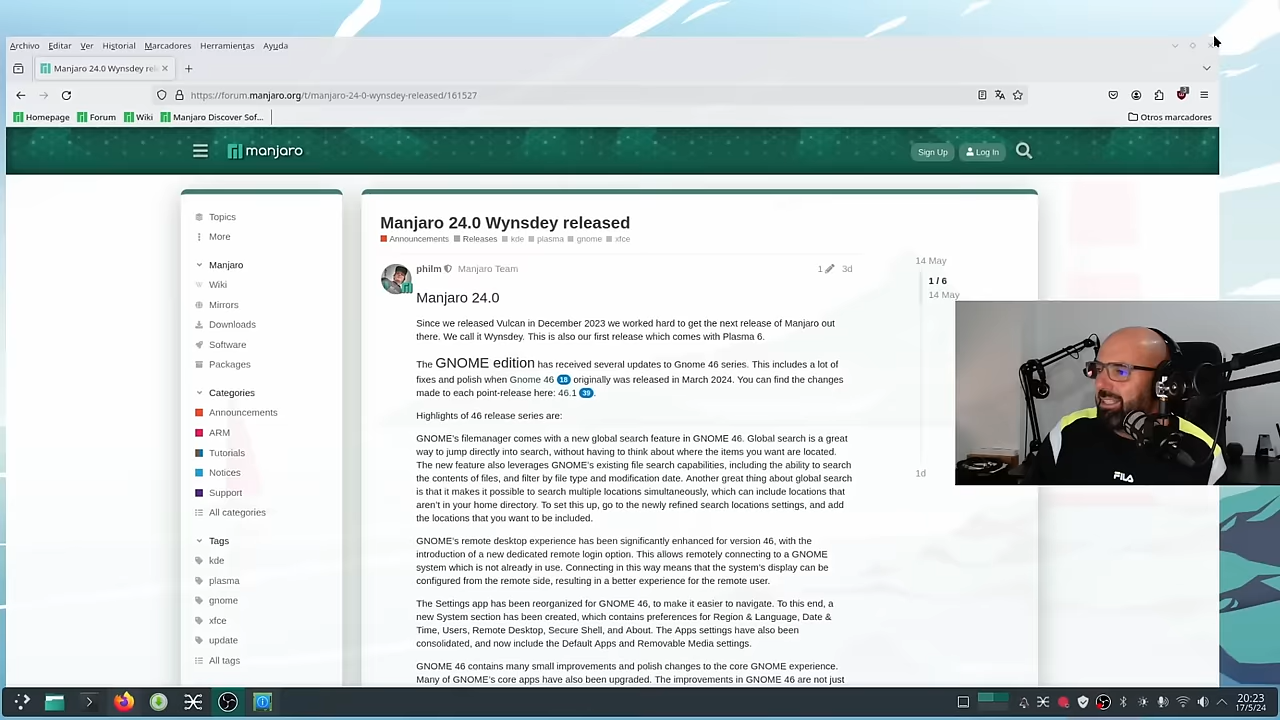 Archivo Editar Ver Historial Marcadores Herramientas Ayuda
Manjaro 24.0 Wynsdey rel
https://forum.manjaro.org/t/manjaro-24-0-wynsdey-released/161527
Homepage Forum Wiki Manjaro Discover Sof... Otros marcadores
manjaro
Sign Up Log In
Topics
More
Manjaro
Wiki
Mirrors
Downloads
Software
Packages
Categories
Announcements
ARM
Tutorials
Notices
Support
All categories
Tags
kde
plasma
gnome
xfce
update
All tags
Manjaro 24.0 Wynsdey released
Announcements Releases kde plasma gnome xfce
philm Manjaro Team 1 3d
Manjaro 24.0
Since we released Vulcan in December 2023 we worked hard to get the next release of Manjaro out
there. We call it Wynsdey. This is also our first release which comes with Plasma 6.
The GNOME edition has received several updates to Gnome 46 series. This includes a lot of
fixes and polish when Gnome 46 18 originally was released in March 2024. You can find the changes
made to each point-release here: 46.1 39.
Highlights of 46 release series are:
GNOME's filemanager comes with a new global search feature in GNOME 46. Global search is a great
way to jump directly into search, without having to think about where the items you want are located.
The new feature also leverages GNOME's existing file search capabilities, including the ability to search
the contents of files, and filter by file type and modification date. Another great thing about global search
is that it makes it possible to search multiple locations simultaneously, which can include locations that
aren't in your home directory. To set this up, go to the newly refined search locations settings, and add
the locations that you want to be included.
GNOME's remote desktop experience has been significantly enhanced for version 46, with the
introduction of a new dedicated remote login option. This allows remotely connecting to a GNOME
system which is not already in use. Connecting in this way means that the system's display can be
configured from the remote side, resulting in a better experience for the remote user.
The Settings app has been reorganized for GNOME 46, to make it easier to navigate. To this end, a
new System section has been created, which contains preferences for Region & Language, Date &
Time, Users, Remote Desktop, Secure Shell, and About. The Apps settings have also been
consolidated, and now include the Default Apps and Removable Media settings.
GNOME 46 contains many small improvements and polish changes to the core GNOME experience.
Many of GNOME's core apps have also been upgraded. The improvements in GNOME 46 are not just
14 May
1 / 6
14 May
1d
FILA
20:23
17/5/24